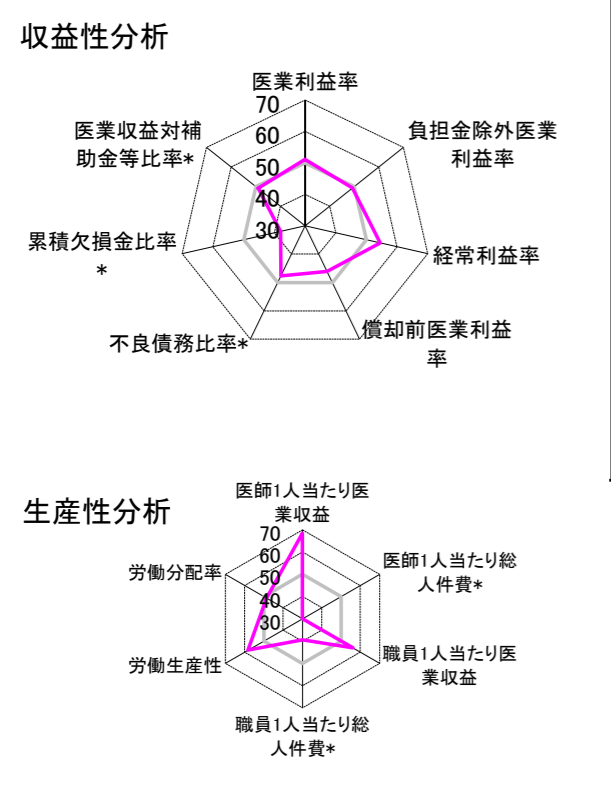 収益性分析
医業利益率
70
60
50
40
30
負担金除外医業
利益率
経常利益率
償却前医業利益
率
不良債務比率*
累積欠損金比率
*
医業収益対補
助金等比率*
生産性分析
医師1人当たり医
業収益
70
60
50
40
30
医師1人当たり総
人件費*
職員1人当たり医
業収益
職員1人当たり総
人件費*
労働生産性
労働分配率